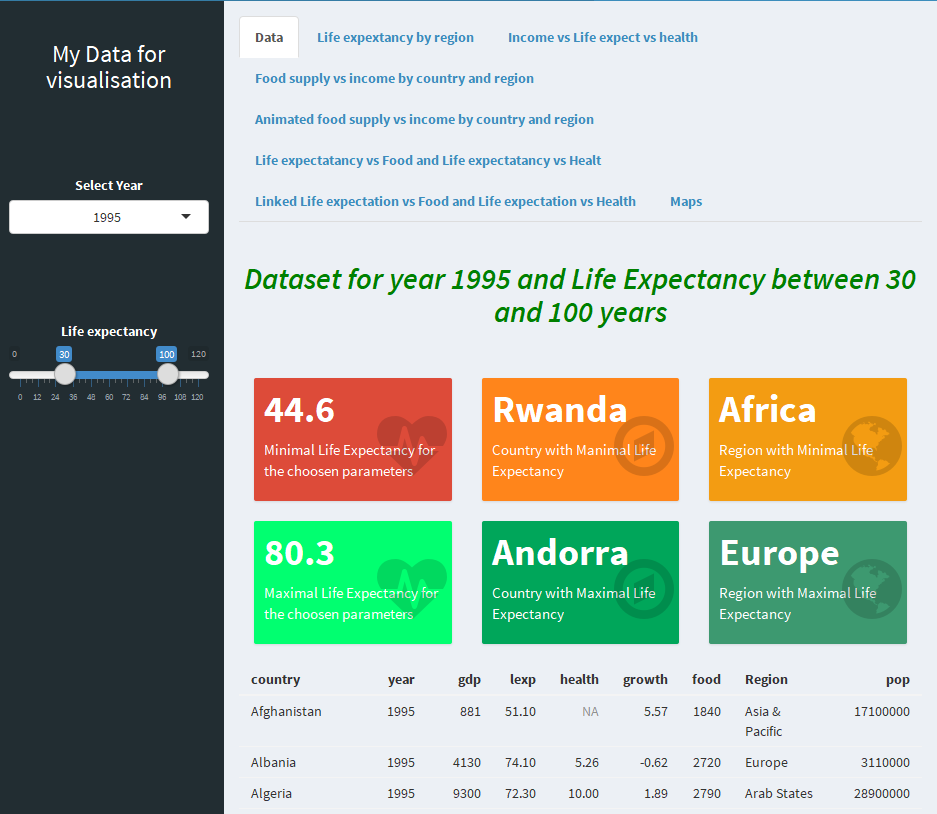 My Data for
visualisation
Select Year
1995
Life expectancy
0 30 100 120
0 12 24 36 48 60 72 84 96 108 120
Data Life expextancy by region Income vs Life expect vs health
Food supply vs income by country and region
Animated food supply vs income by country and region
Life expectatancy vs Food and Life expectatancy vs Healt
Linked Life expectation vs Food and Life expectation vs Health Maps
Dataset for year 1995 and Life Expectancy between 30
and 100 years
44.6
Minimal Life Expectancy for
the choosen parameters
Rwanda
Country with Manimal Life
Expectancy
Africa
Region with Minimal Life
Expectancy
80.3
Maximal Life Expectancy for
the choosen parameters
Andorra
Country with Maximal Life
Expectancy
Europe
Region with Maximal Life
Expectancy
country year gdp lexp health growth food Region pop
Afghanistan 1995 881 51.10 NA 5.57 1840 Asia & 17100000
Pacific
Albania 1995 4130 74.10 5.26 -0.62 2720 Europe 3110000
Algeria 1995 9300 72.30 10.00 1.89 2790 Arab States 28900000